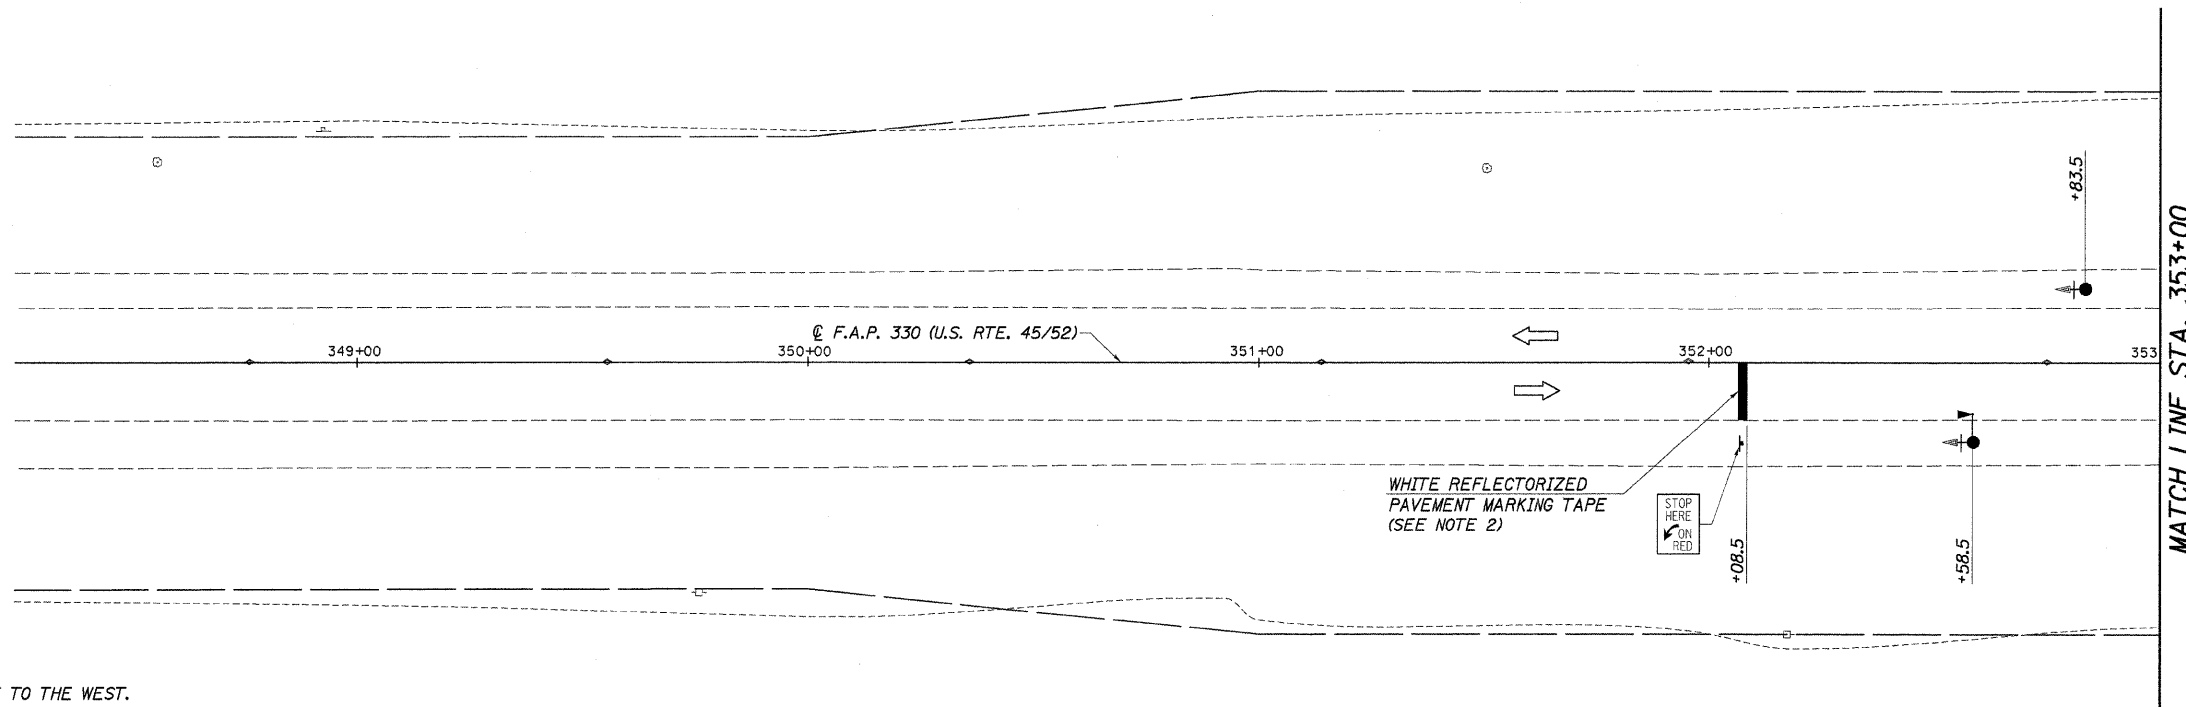 +83.5
MATCH LINE STA. 353+00
℄ F.A.P. 330 (U.S. RTE. 45/52)
349+00
350+00
351+00
352+00
353
WHITE REFLECTORIZED
PAVEMENT MARKING TAPE
(SEE NOTE 2)
STOP
HERE
ON
RED
+08.5
+58.5
TO THE WEST.